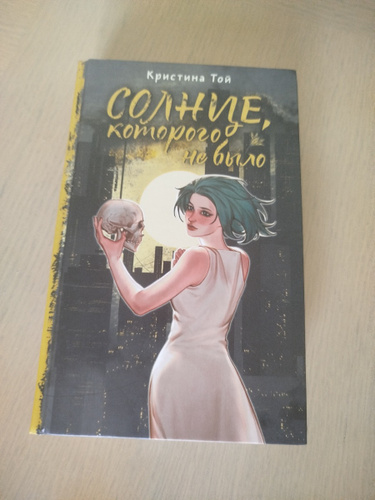 Кристина Той
СОЛНЦЕ,
которого
не было